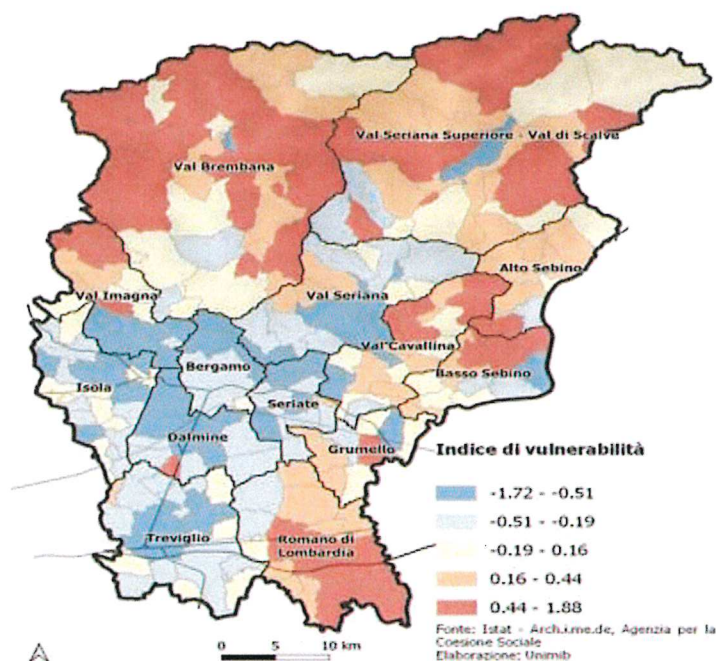 Val Seriana Superiore - Val di Scalve
Val Brembana
Alto Sebino
Val Imagna
Val Seriana
Val Cavallina
Bergamo
Basso Sebino
Isola
Seriate
Dalmine
Grumello
Indice di vulnerabilità
-1.72 - -0.51
-0.51 - -0.19
Treviglio
Romano di
Lombardia
-0.19 - 0.16
0.16 - 0.44
0.44 - 1.88
Fonte: Istat - Arch.i.me.de, Agenzia per la
Coesione Sociale
Elaborazione: Unimib
0 5 10 km